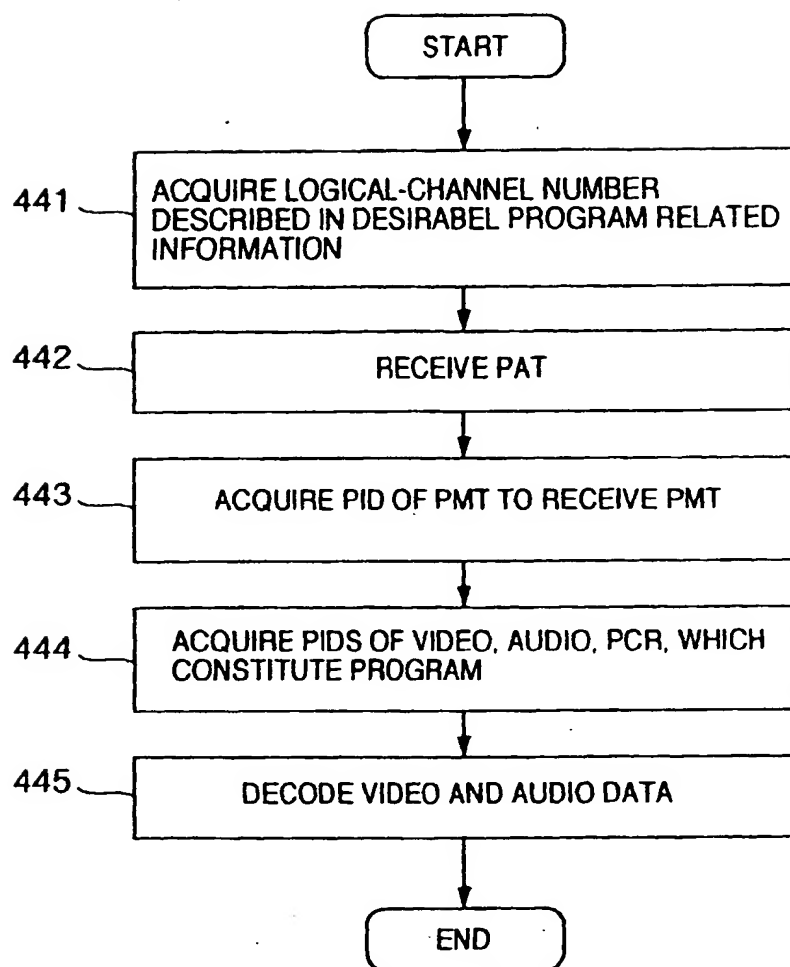 START
441
ACQUIRE LOGICAL-CHANNEL NUMBER
DESCRIBED IN DESIRABEL PROGRAM RELATED
INFORMATION
442
RECEIVE PAT
443
ACQUIRE PID OF PMT TO RECEIVE PMT
444
ACQUIRE PIDS OF VIDEO, AUDIO, PCR, WHICH
CONSTITUTE PROGRAM
445
DECODE VIDEO AND AUDIO DATA
END